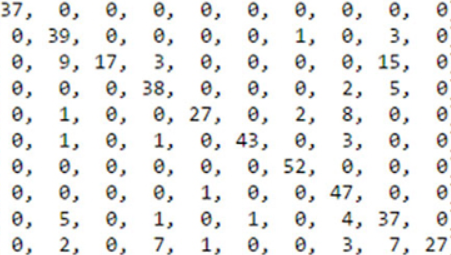 37, 0, 0, 0, 0, 0, 0, 0, 0, 0
0, 39, 0, 0, 0, 0, 1, 0, 3, 0
0, 9, 17, 3, 0, 0, 0, 0, 15, 0
0, 0, 0, 38, 0, 0, 0, 2, 5, 0
0, 1, 0, 0, 27, 0, 2, 8, 0, 0
0, 1, 0, 1, 0, 43, 0, 3, 0, 0
0, 0, 0, 0, 0, 0, 52, 0, 0, 0
0, 0, 0, 0, 1, 0, 0, 47, 0, 0
0, 5, 0, 1, 0, 1, 0, 4, 37, 0
0, 2, 0, 7, 1, 0, 0, 3, 7, 27